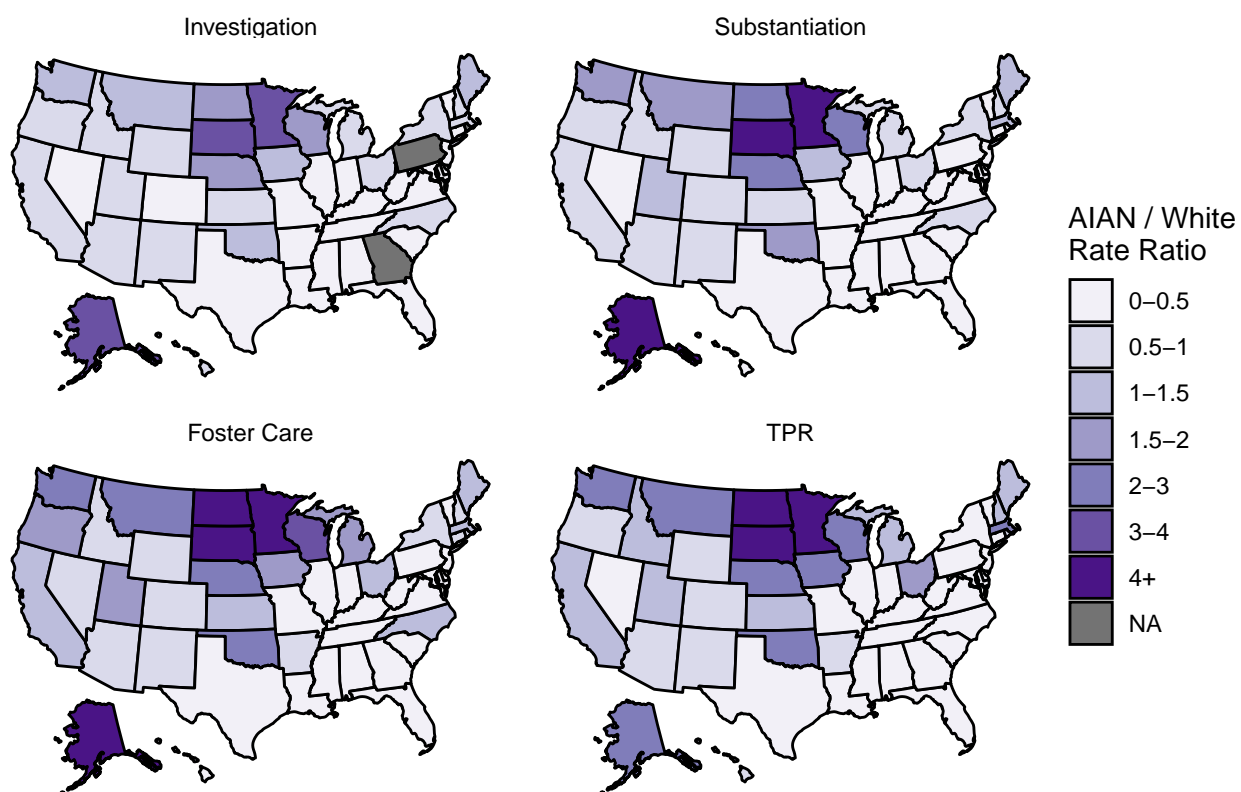 Investigation
Substantiation
Foster Care
TPR
AIAN / White
Rate Ratio
0−0.5
0.5−1
1−1.5
1.5−2
2−3
3−4
4+
NA